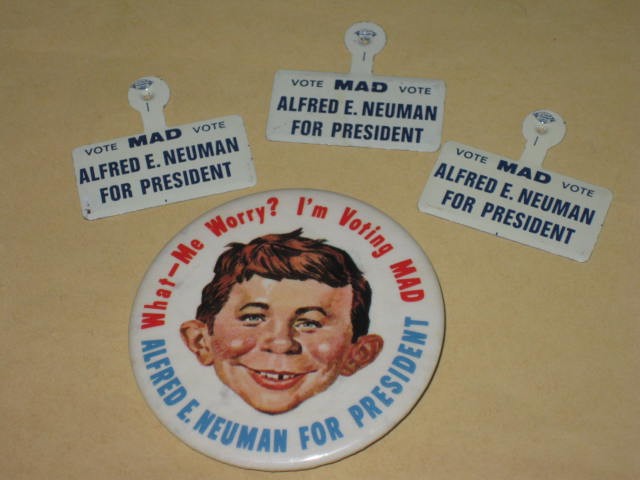 VOTE MAD VOTE
ALFRED E. NEUMAN
FOR PRESIDENT
VOTE MAD VOTE
ALFRED E. NEUMAN
FOR PRESIDENT
VOTE MAD VOTE
ALFRED E. NEUMAN
FOR PRESIDENT
What—Me Worry? I'm Voting MAD
ALFRED E. NEUMAN FOR PRESIDENT